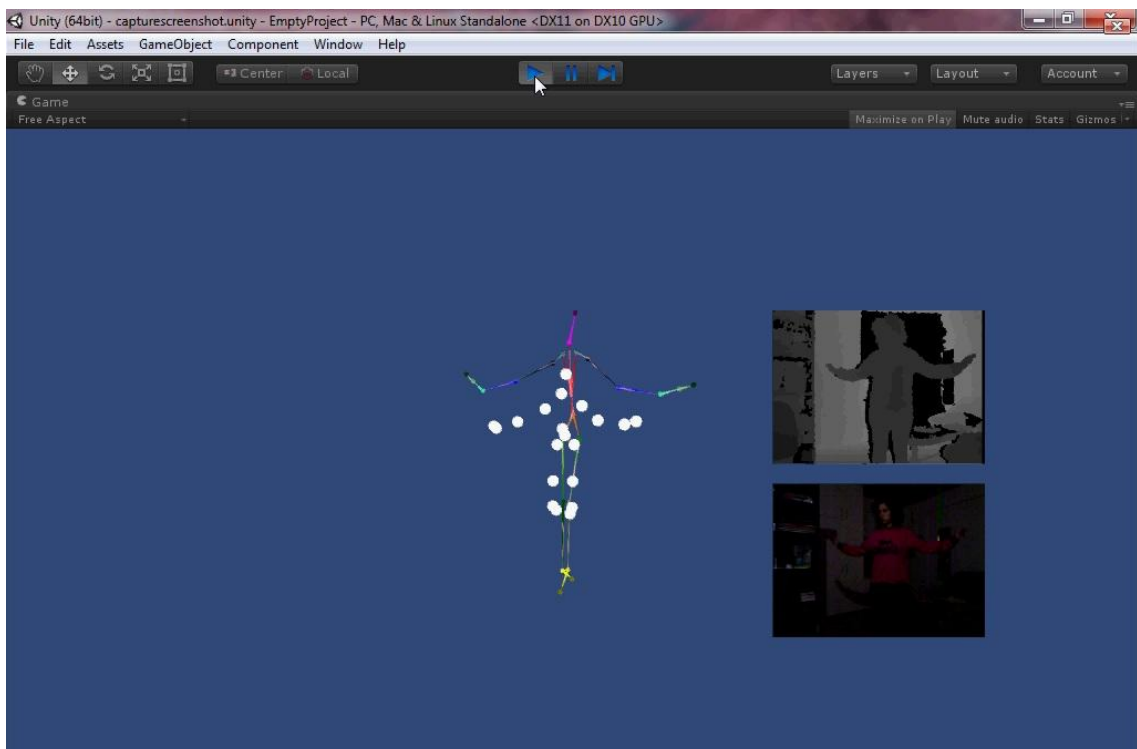 Unity (64bit) - capturescreenshot.unity - EmptyProject - PC, Mac & Linux Standalone <DX11 on DX10 GPU>
File Edit Assets GameObject Component Window Help
Center Local Layers Layout Account
Game
Free Aspect Maximize on Play Mute audio Stats Gizmos